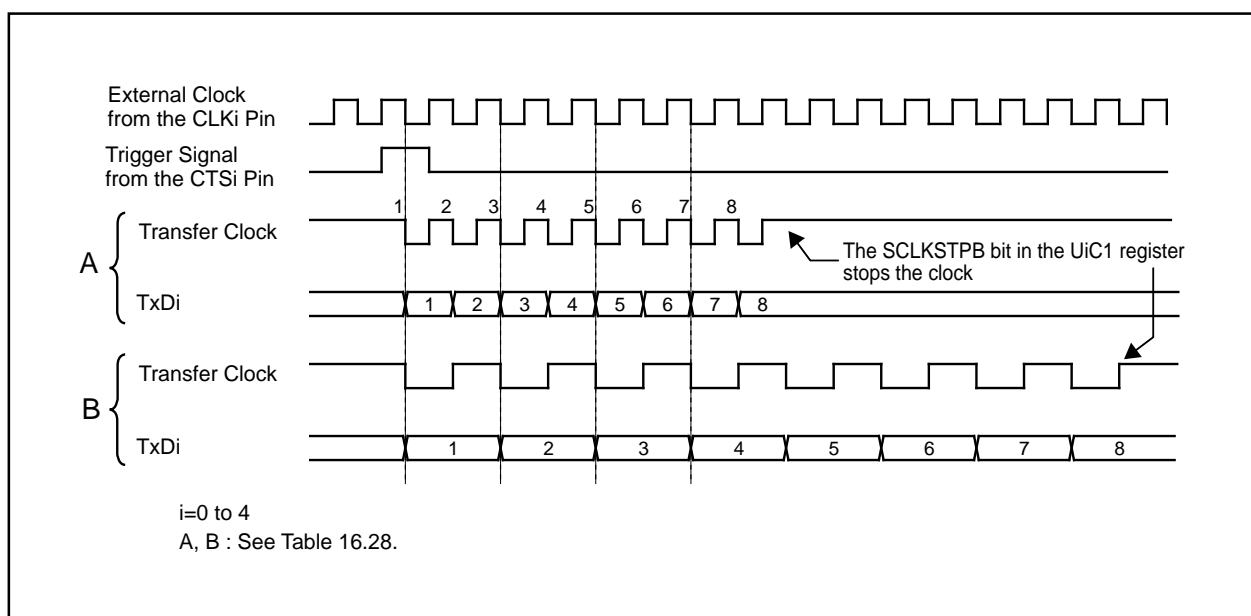 External Clock
from the CLKi Pin
Trigger Signal
from the CTSi Pin
1 2 3 4 5 6 7 8
A
Transfer Clock
The SCLKSTPB bit in the UiC1 register
stops the clock
TxDi
1 2 3 4 5 6 7 8
B
Transfer Clock
TxDi
1 2 3 4 5 6 7 8
i=0 to 4
A, B : See Table 16.28.